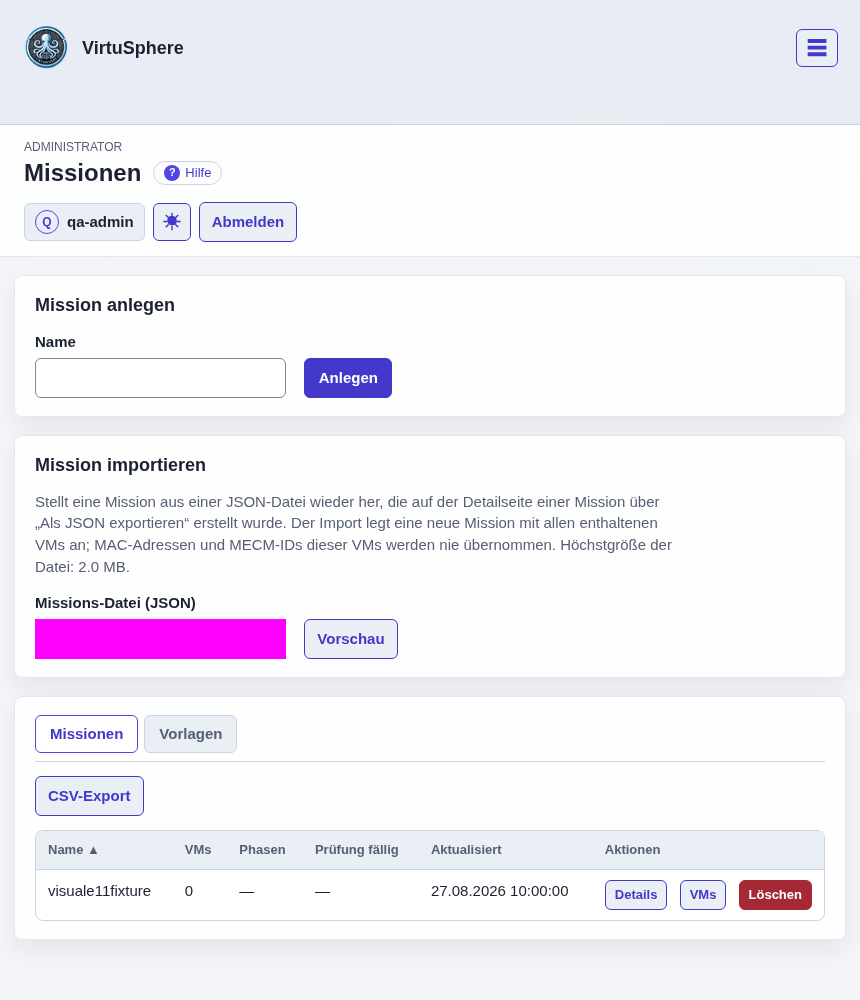 VirtuSphere
ADMINISTRATOR
Missionen
? Hilfe
Q qa-admin
Abmelden
Mission anlegen
Name
Anlegen
Mission importieren
Stellt eine Mission aus einer JSON-Datei wieder her, die auf der Detailseite einer Mission über
„Als JSON exportieren“ erstellt wurde. Der Import legt eine neue Mission mit allen enthaltenen
VMs an; MAC-Adressen und MECM-IDs dieser VMs werden nie übernommen. Höchstgröße der
Datei: 2.0 MB.
Missions-Datei (JSON)
Vorschau
Missionen Vorlagen
CSV-Export
Name ▲ VMs Phasen Prüfung fällig Aktualisiert Aktionen
visuale11fixture 0 — — 27.08.2026 10:00:00 Details VMs Löschen